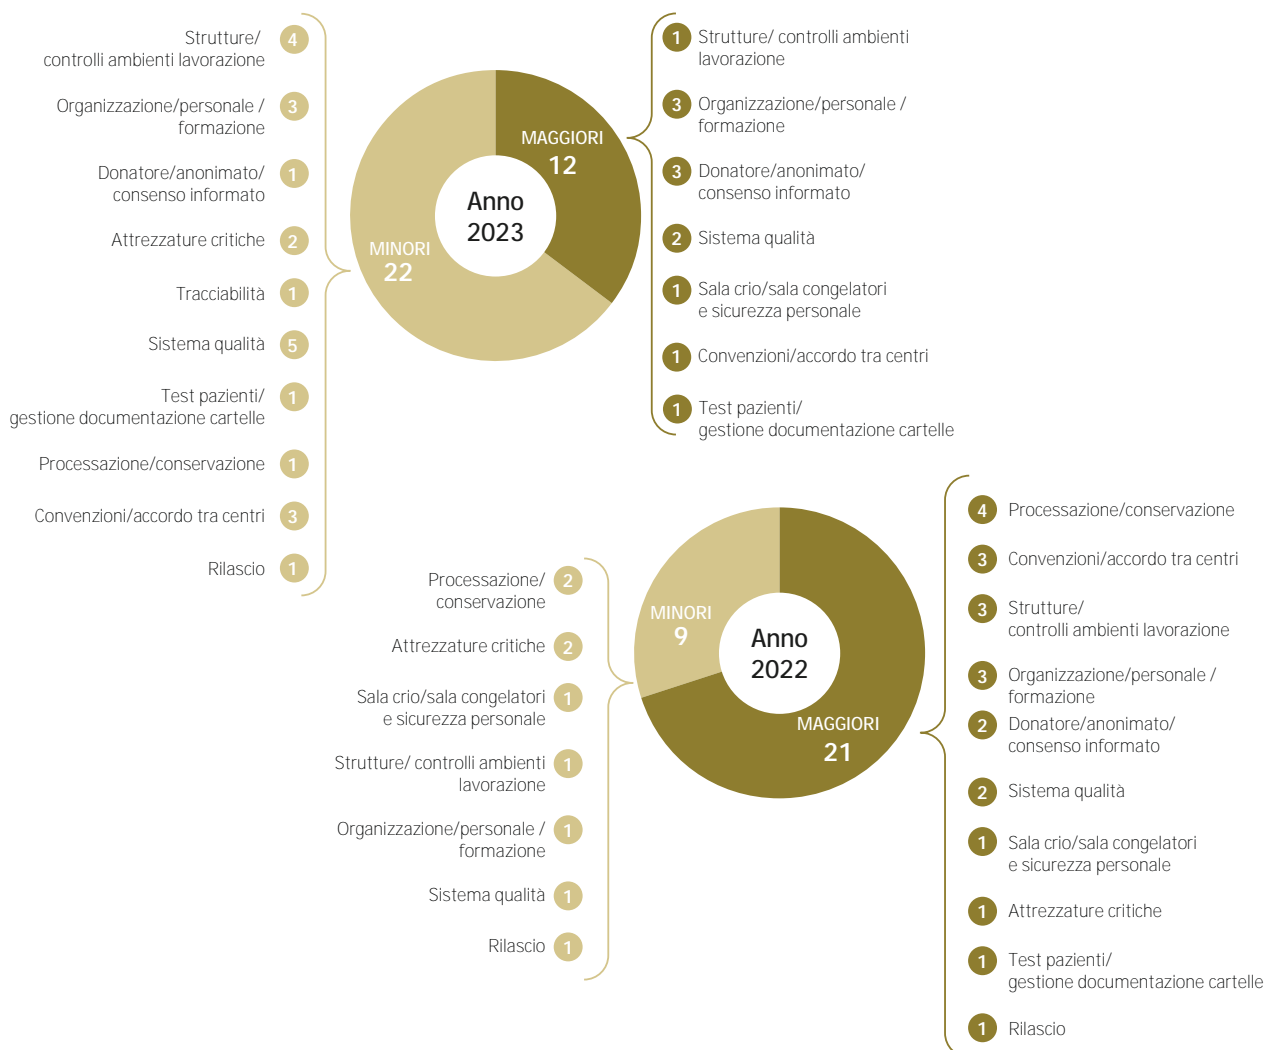 Strutture/
controlli ambienti lavorazione
4
Organizzazione/personale /
formazione
3
Donatore/anonimato/
consenso informato
1
Attrezzature critiche
2
Tracciabilità
1
Sistema qualità
5
Test pazienti/
gestione documentazione cartelle
1
Processazione/conservazione
1
Convenzioni/accordo tra centri
3
Rilascio
1
MAGGIORI
12
Anno
2023
MINORI
22
1
Strutture/ controlli ambienti
lavorazione
3
Organizzazione/personale /
formazione
3
Donatore/anonimato/
consenso informato
2
Sistema qualità
1
Sala crio/sala congelatori
e sicurezza personale
1
Convenzioni/accordo tra centri
1
Test pazienti/
gestione documentazione cartelle
Processazione/
conservazione
2
Attrezzature critiche
2
Sala crio/sala congelatori
e sicurezza personale
1
Strutture/ controlli ambienti
lavorazione
1
Organizzazione/personale /
formazione
1
Sistema qualità
1
Rilascio
1
MINORI
9
Anno
2022
MAGGIORI
21
4
Processazione/conservazione
3
Convenzioni/accordo tra centri
3
Strutture/
controlli ambienti lavorazione
3
Organizzazione/personale /
formazione
2
Donatore/anonimato/
consenso informato
2
Sistema qualità
1
Sala crio/sala congelatori
e sicurezza personale
1
Attrezzature critiche
1
Test pazienti/
gestione documentazione cartelle
1
Rilascio